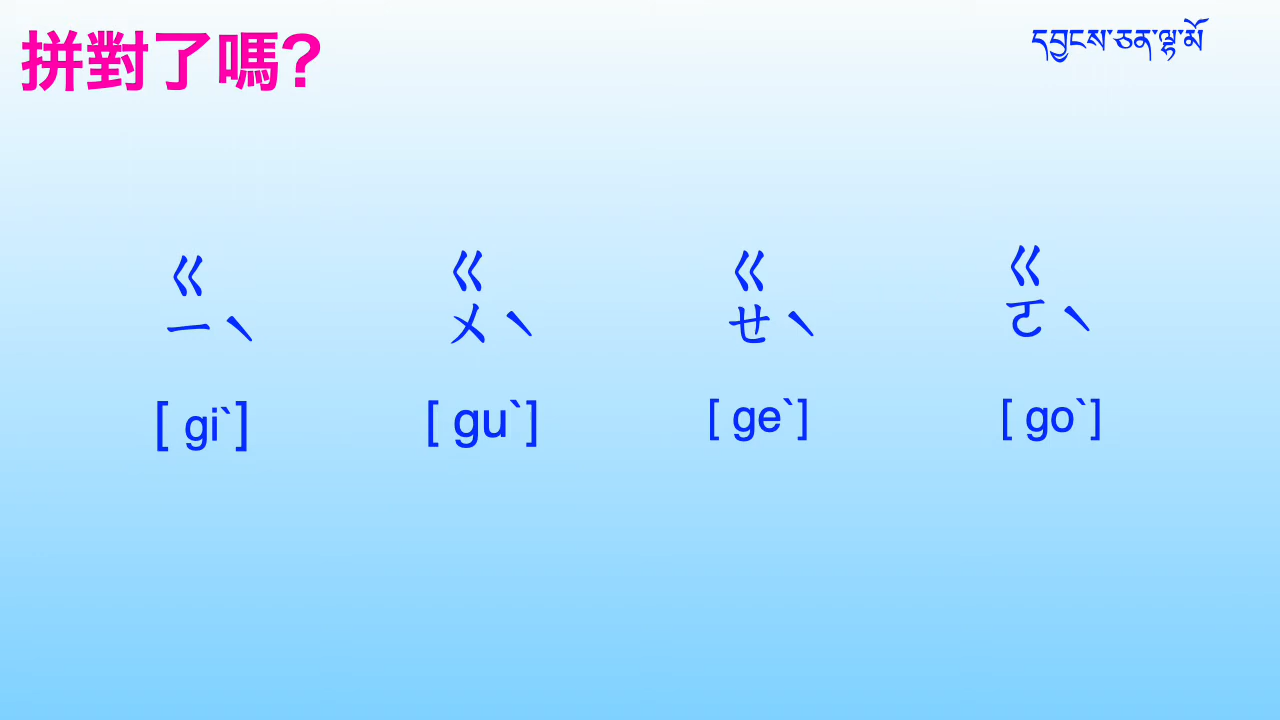 拼對了嗎?
དབྱངས་ཅན་ལྷ་མོ
ㄍㄧˋ ㄍㄨˋ ㄍㄝˋ ㄍㄛˋ
[ gi`] [ gu`] [ ge`] [ go`]